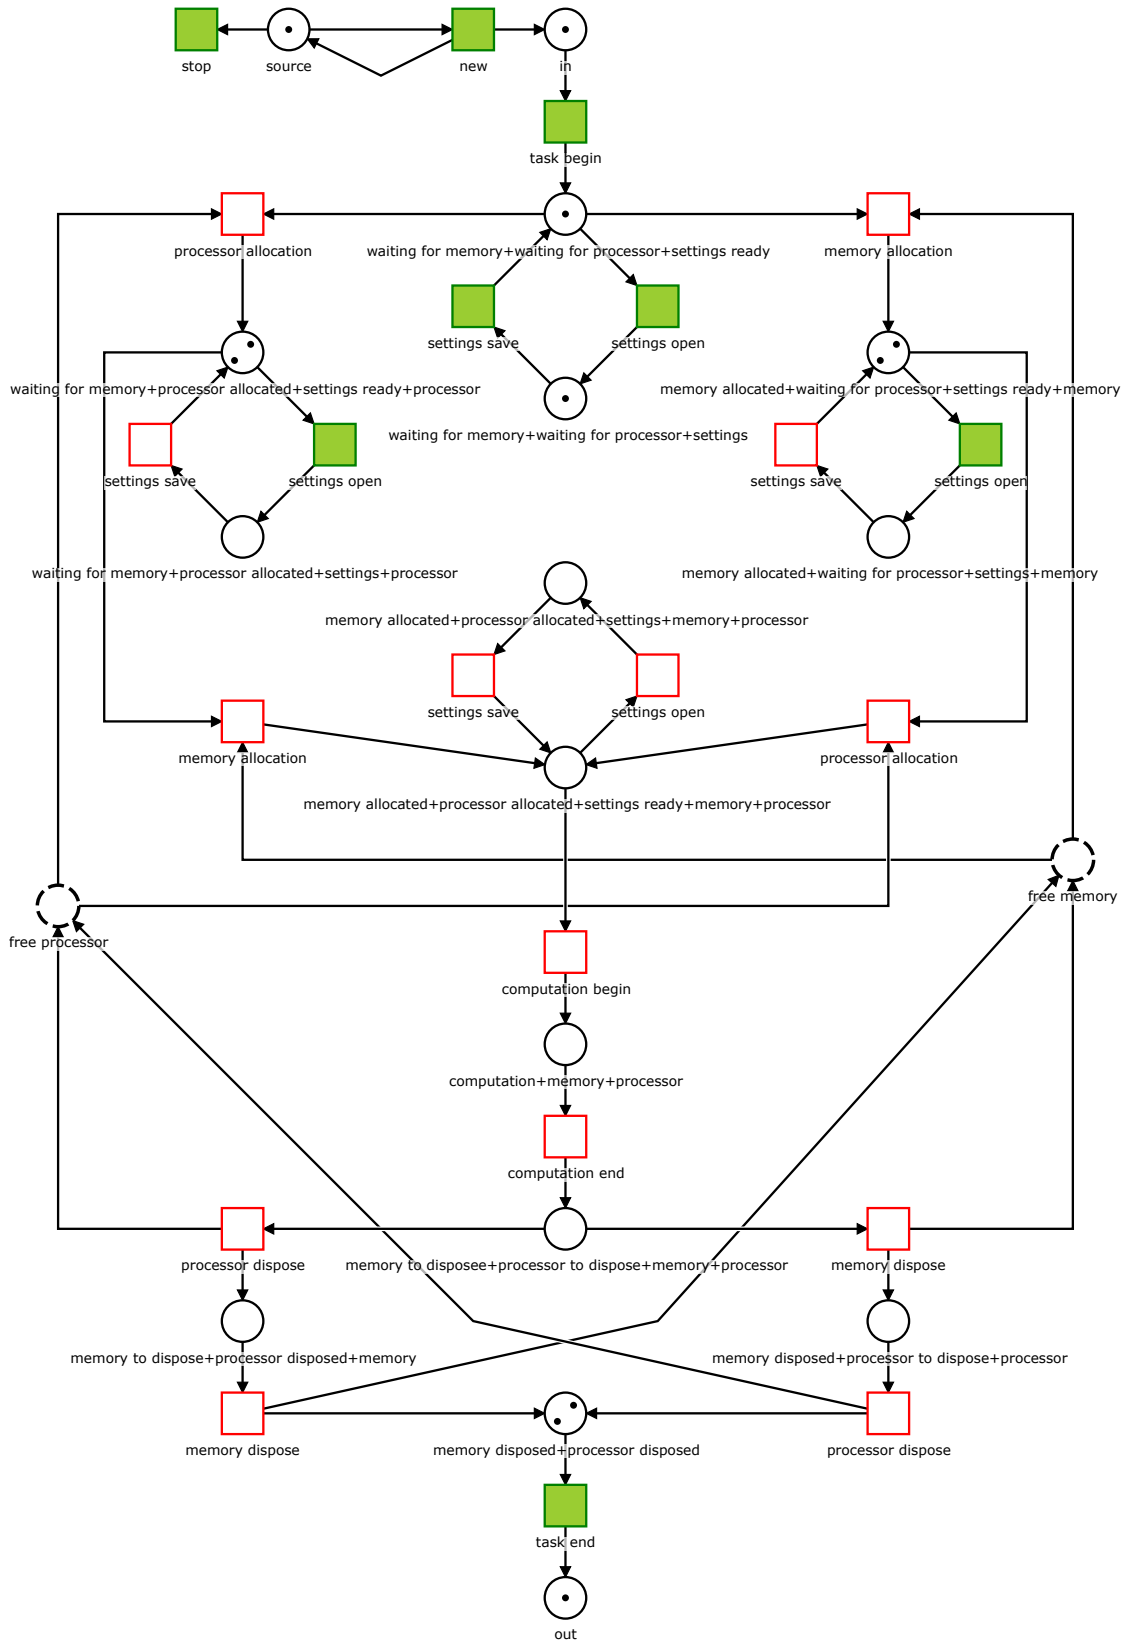 stop
source
new
in
task begin
processor allocation
waiting for memory+waiting for processor+settings ready
memory allocation
settings save
settings open
waiting for memory+processor allocated+settings ready+processor
memory allocated+waiting for processor+settings ready+memory
waiting for memory+waiting for processor+settings
settings save
settings open
settings save
settings open
waiting for memory+processor allocated+settings+processor
memory allocated+waiting for processor+settings+memory
memory allocated+processor allocated+settings+memory+processor
settings save
settings open
memory allocation
processor allocation
memory allocated+processor allocated+settings ready+memory+processor
free memory
free processor
computation begin
computation+memory+processor
computation end
processor dispose
memory to disposee+processor to dispose+memory+processor
memory dispose
memory to dispose+processor disposed+memory
memory disposed+processor to dispose+processor
memory dispose
memory disposed+processor disposed
processor dispose
task end
out